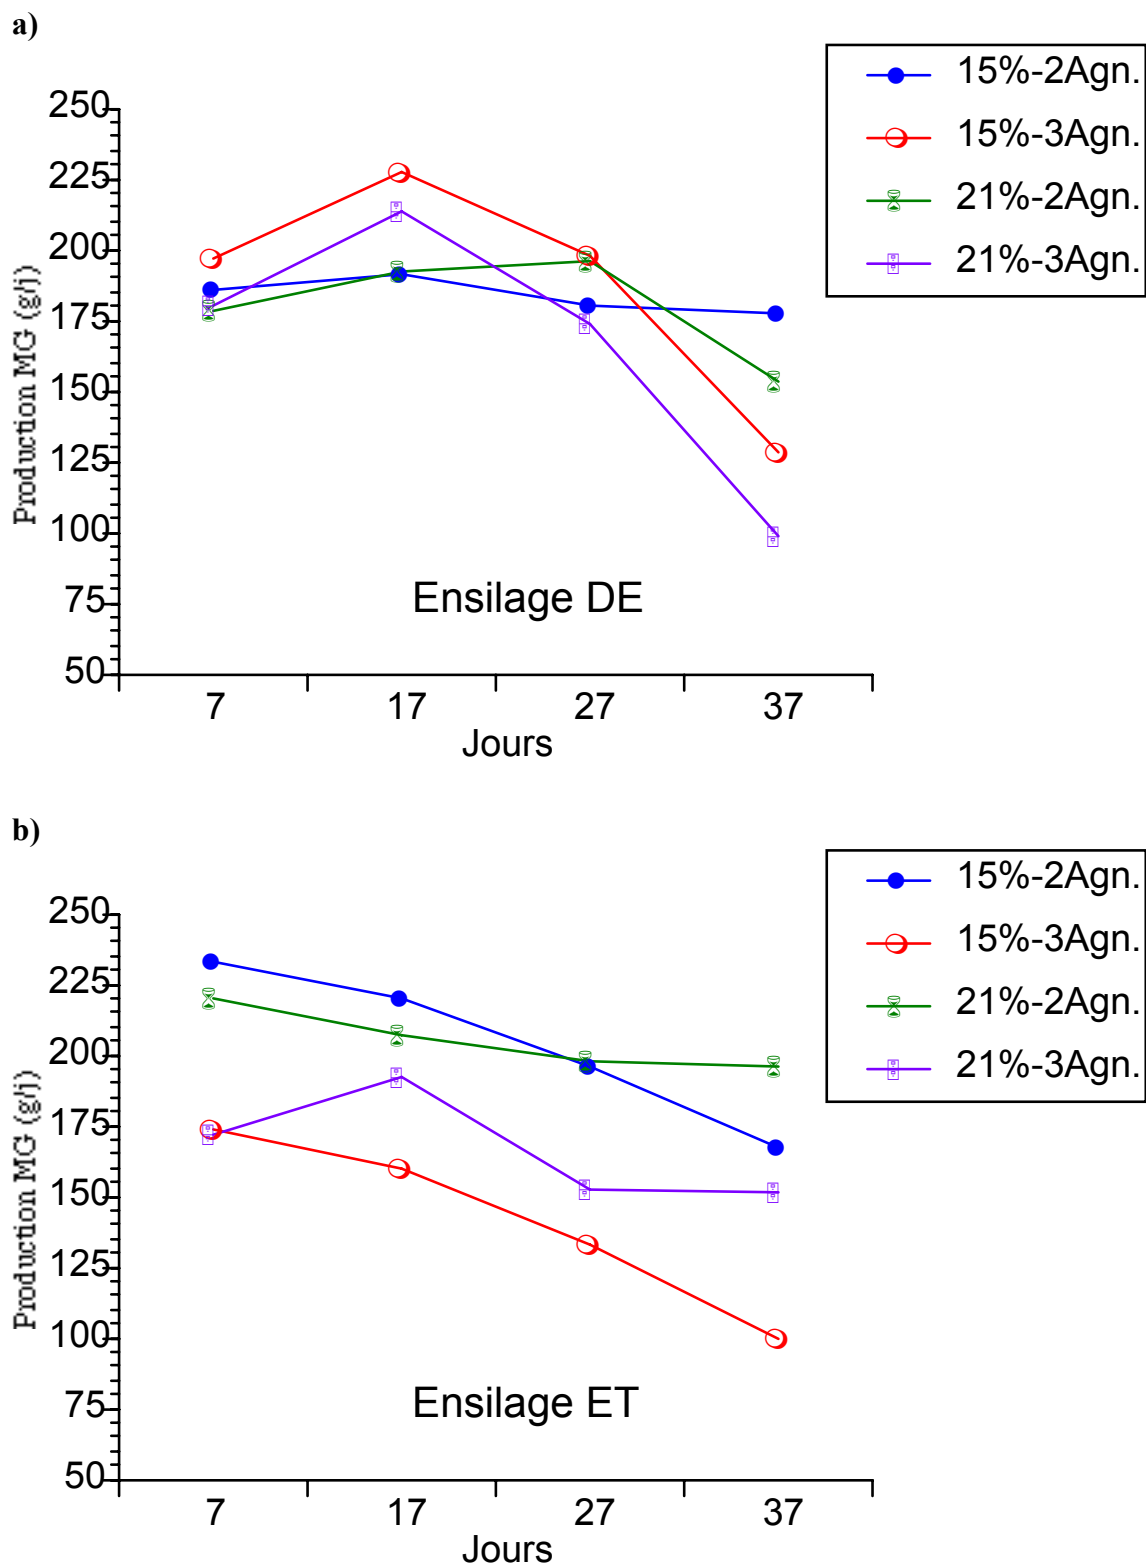 a)
15%-2Agn.
15%-3Agn.
21%-2Agn.
21%-3Agn.
250
225
200
175
150
125
100
75
50
Production MG (g/j)
Ensilage DE
7 17 27 37
Jours
b)
15%-2Agn.
15%-3Agn.
21%-2Agn.
21%-3Agn.
250
225
200
175
150
125
100
75
50
Production MG (g/j)
Ensilage ET
7 17 27 37
Jours